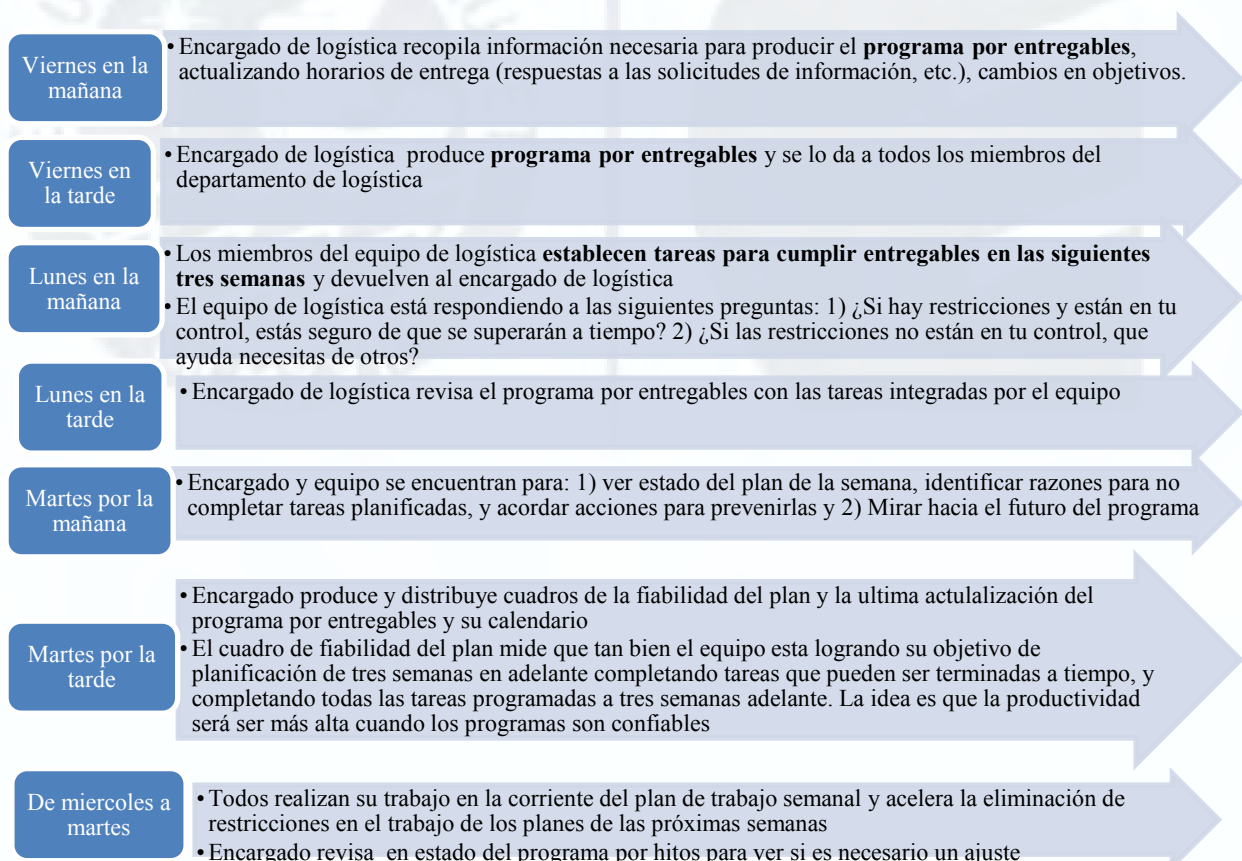 Viernes en la
mañana
• Encargado de logística recopila información necesaria para producir el programa por entregables,
actualizando horarios de entrega (respuestas a las solicitudes de información, etc.), cambios en objetivos.
Viernes en
la tarde
• Encargado de logística produce programa por entregables y se lo da a todos los miembros del
departamento de logística
Lunes en la
mañana
• Los miembros del equipo de logística establecen tareas para cumplir entregables en las siguientes
tres semanas y devuelven al encargado de logística
• El equipo de logística está respondiendo a las siguientes preguntas: 1) ¿Si hay restricciones y están en tu
control, estás seguro de que se superarán a tiempo? 2) ¿Si las restricciones no están en tu control, que
ayuda necesitas de otros?
Lunes en la
tarde
• Encargado de logística revisa el programa por entregables con las tareas integradas por el equipo
Martes por la
mañana
• Encargado y equipo se encuentran para: 1) ver estado del plan de la semana, identificar razones para no
completar tareas planificadas, y acordar acciones para prevenirlas y 2) Mirar hacia el futuro del programa
Martes por la
tarde
• Encargado produce y distribuye cuadros de la fiabilidad del plan y la ultima actulalización del
programa por entregables y su calendario
• El cuadro de fiabilidad del plan mide que tan bien el equipo esta logrando su objetivo de
planificación de tres semanas en adelante completando tareas que pueden ser terminadas a tiempo, y
completando todas las tareas programadas a tres semanas adelante. La idea es que la productividad
será ser más alta cuando los programas son confiables
De miercoles a
martes
• Todos realizan su trabajo en la corriente del plan de trabajo semanal y acelera la eliminación de
restricciones en el trabajo de los planes de las próximas semanas
• Encargado revisa en estado del programa por hitos para ver si es necesario un ajuste